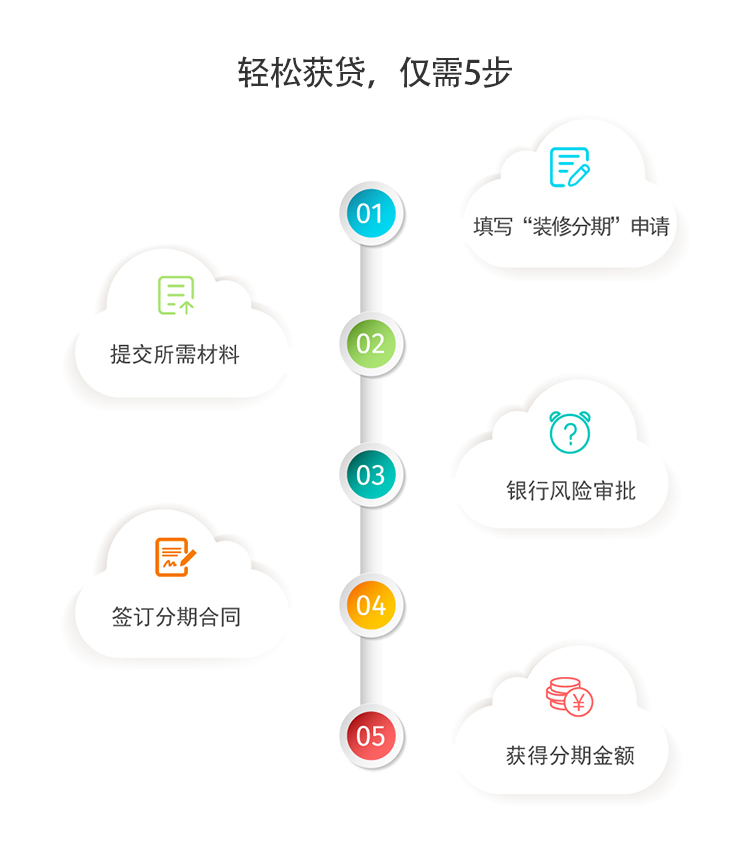 轻松获贷，仅需5步
01
填写“装修分期”申请
02
提交所需材料
03
银行风险审批
04
签订分期合同
05
获得分期金额